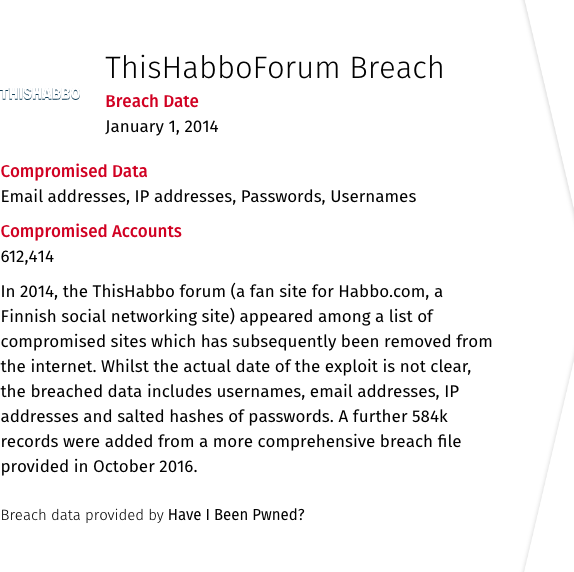 ThisHabboForum Breach
THISHABBO
Breach Date
January 1, 2014
Compromised Data
Email addresses, IP addresses, Passwords, Usernames
Compromised Accounts
612,414
In 2014, the ThisHabbo forum (a fan site for Habbo.com, a
Finnish social networking site) appeared among a list of
compromised sites which has subsequently been removed from
the internet. Whilst the actual date of the exploit is not clear,
the breached data includes usernames, email addresses, IP
addresses and salted hashes of passwords. A further 584k
records were added from a more comprehensive breach file
provided in October 2016.
Breach data provided by Have I Been Pwned?